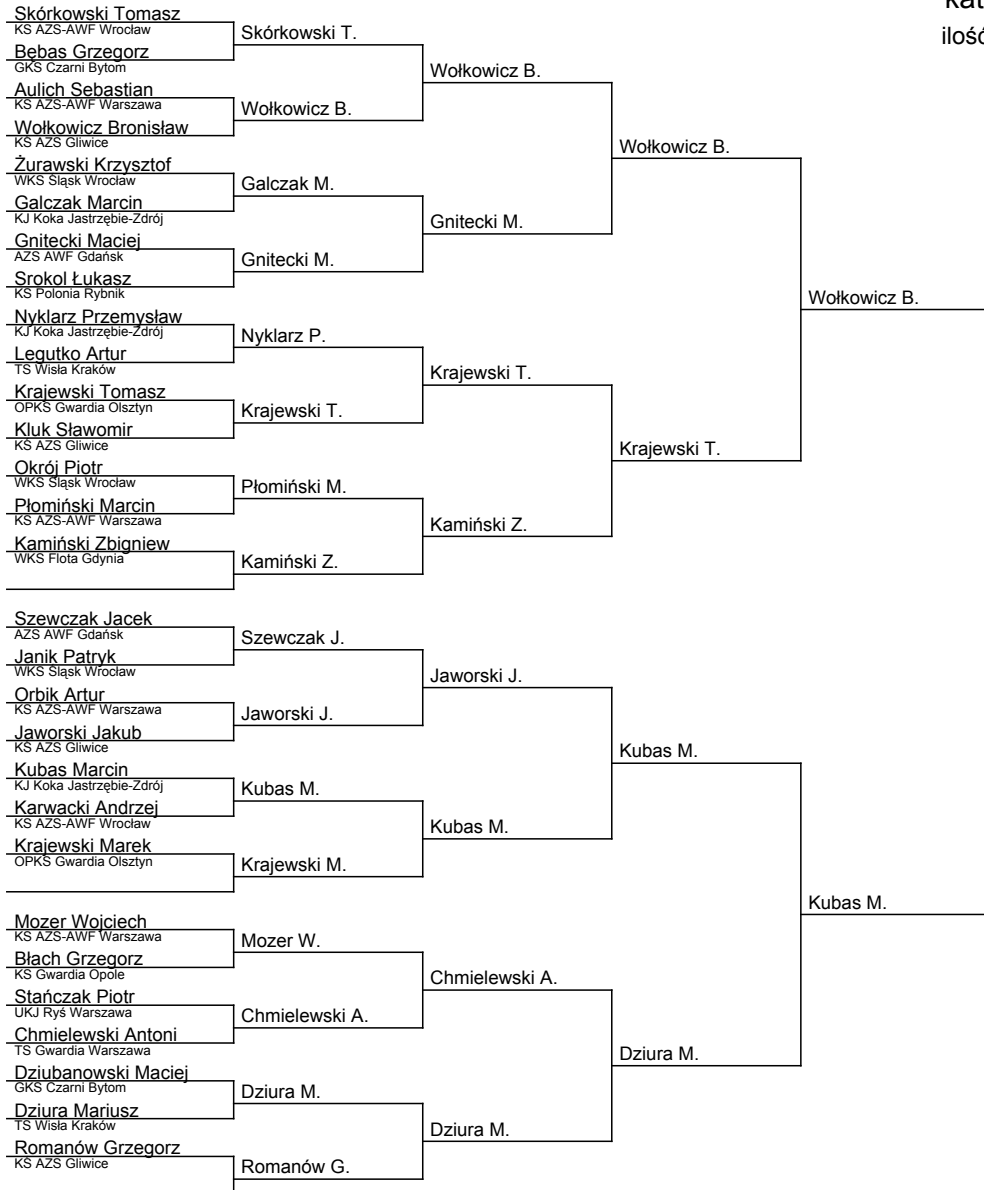 kat
ilość
Skórkowski Tomasz
KS AZS-AWF Wrocław
Bębas Grzegorz
GKS Czarni Bytom
Aulich Sebastian
KS AZS-AWF Warszawa
Wołkowicz Bronisław
KS AZS Gliwice
Żurawski Krzysztof
WKS Śląsk Wrocław
Galczak Marcin
KJ Koka Jastrzębie-Zdrój
Gnitecki Maciej
AZS AWF Gdańsk
Srokol Łukasz
KS Polonia Rybnik
Nyklarz Przemysław
KJ Koka Jastrzębie-Zdrój
Legutko Artur
TS Wisła Kraków
Krajewski Tomasz
OPKS Gwardia Olsztyn
Kluk Sławomir
KS AZS Gliwice
Okrój Piotr
WKS Śląsk Wrocław
Płomiński Marcin
KS AZS-AWF Warszawa
Kamiński Zbigniew
WKS Flota Gdynia
Szewczak Jacek
AZS AWF Gdańsk
Janik Patryk
WKS Śląsk Wrocław
Orbik Artur
KS AZS-AWF Warszawa
Jaworski Jakub
KS AZS Gliwice
Kubas Marcin
KJ Koka Jastrzębie-Zdrój
Karwacki Andrzej
KS AZS-AWF Wrocław
Krajewski Marek
OPKS Gwardia Olsztyn
Mozer Wojciech
KS AZS-AWF Warszawa
Błach Grzegorz
KS Gwardia Opole
Stańczak Piotr
UKJ Ryś Warszawa
Chmielewski Antoni
TS Gwardia Warszawa
Dziubanowski Maciej
GKS Czarni Bytom
Dziura Mariusz
TS Wisła Kraków
Romanów Grzegorz
KS AZS Gliwice
Skórkowski T.
Wołkowicz B.
Galczak M.
Gnitecki M.
Nyklarz P.
Krajewski T.
Płomiński M.
Kamiński Z.
Szewczak J.
Jaworski J.
Kubas M.
Krajewski M.
Mozer W.
Chmielewski A.
Dziura M.
Romanów G.
Wołkowicz B.
Gnitecki M.
Krajewski T.
Kamiński Z.
Jaworski J.
Kubas M.
Chmielewski A.
Dziura M.
Wołkowicz B.
Krajewski T.
Kubas M.
Dziura M.
Wołkowicz B.
Kubas M.